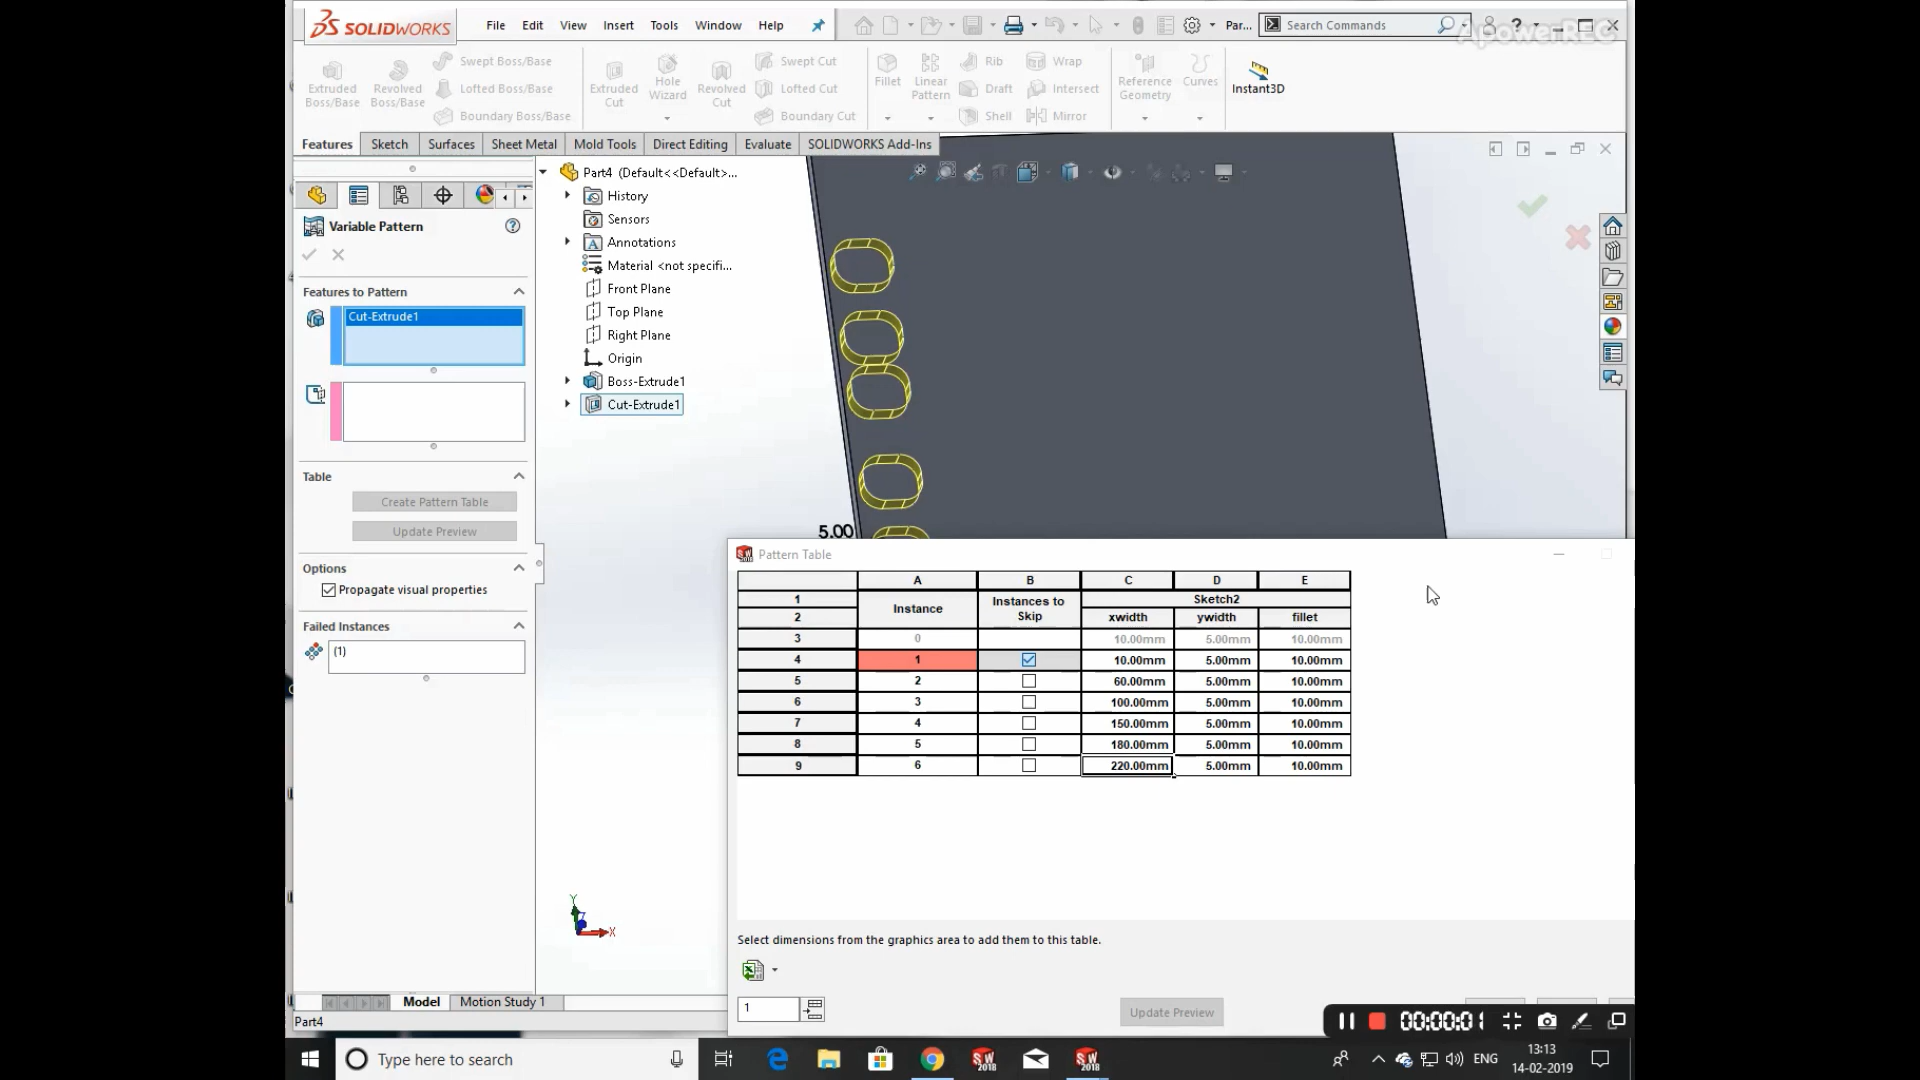 SOLIDWORKS
File Edit View Insert Tools Window Help
Par...
Search Commands
ApowerREC
Extruded Boss/Base
Revolved Boss/Base
Swept Boss/Base
Lofted Boss/Base
Boundary Boss/Base
Extruded Cut
Hole Wizard
Revolved Cut
Swept Cut
Lofted Cut
Boundary Cut
Fillet
Linear Pattern
Rib
Draft
Shell
Wrap
Intersect
Mirror
Reference Geometry
Curves
Instant3D
Features Sketch Surfaces Sheet Metal Mold Tools Direct Editing Evaluate SOLIDWORKS Add-Ins
Variable Pattern
Features to Pattern
Cut-Extrude1
Table
Create Pattern Table
Update Preview
Options
Propagate visual properties
Failed Instances
(1)
Part4 (Default<<Default>...
History
Sensors
Annotations
Material <not specifi...
Front Plane
Top Plane
Right Plane
Origin
Boss-Extrude1
Cut-Extrude1
5.00
Pattern Table
A B C D E
1 Instance Instances to Skip Sketch2
2 xwidth ywidth fillet
3 0 10.00mm 5.00mm 10.00mm
4 1 10.00mm 5.00mm 10.00mm
5 2 60.00mm 5.00mm 10.00mm
6 3 100.00mm 5.00mm 10.00mm
7 4 150.00mm 5.00mm 10.00mm
8 5 180.00mm 5.00mm 10.00mm
9 6 220.00mm 5.00mm 10.00mm
Select dimensions from the graphics area to add them to this table.
1
Update Preview
Y
X
Model Motion Study 1
Part4
00:00:01
Type here to search
SW 2018
SW 2018
ENG
13:13
14-02-2019